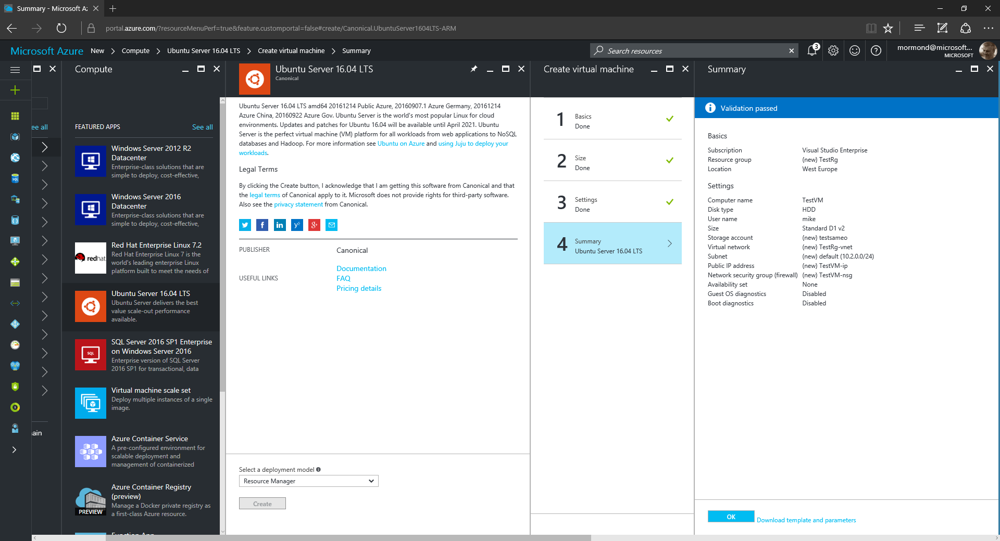 Summary - Microsoft Az
portal.azure.com/?resourceMenuPerf=true&feature.customportal=false#create/Canonical.UbuntuServer1604LTS-ARM
Microsoft Azure New > Compute > Ubuntu Server 16.04 LTS > Create virtual machine > Summary
Search resources
3
mormond@microsoft...
MICROSOFT
ee all
ain
Compute
FEATURED APPS See all
Windows Server 2012 R2
Datacenter
Enterprise-class solutions that are
simple to deploy, cost-effective,
Windows Server 2016
Datacenter
Enterprise-class solutions that are
simple to deploy, cost-effective,
redhat.
Red Hat Enterprise Linux 7.2
Red Hat Enterprise Linux 7 is the
world's leading enterprise Linux
platform built to meet the needs of
Ubuntu Server 16.04 LTS
Ubuntu Server delivers the best
value scale-out performance
available.
SQL
SQL Server 2016 SP1 Enterprise
on Windows Server 2016
Enterprise version of SQL Server
2016 SP1 for transactional, data
Virtual machine scale set
Deploy multiple instances of a single
image.
Azure Container Service
A pre-configured environment for
scalable deployment and
management of containerized
PREVIEW
Azure Container Registry
(preview)
Manage a Docker private registry as
a first-class Azure resource.
Function App
Ubuntu Server 16.04 LTS
Canonical
Ubuntu Server 16.04 LTS amd64 20161214 Public Azure, 20160907.1 Azure Germany, 20161214
Azure China, 20160922 Azure Gov. Ubuntu Server is the world's most popular Linux for cloud
environments. Updates and patches for Ubuntu 16.04 will be available until April 2021. Ubuntu
Server is the perfect virtual machine (VM) platform for all workloads from web applications to NoSQL
databases and Hadoop. For more information see Ubuntu on Azure and using Juju to deploy your
workloads.
Legal Terms
By clicking the Create button, I acknowledge that I am getting this software from Canonical and that
the legal terms of Canonical apply to it. Microsoft does not provide rights for third-party software.
Also see the privacy statement from Canonical.
PUBLISHER Canonical
USEFUL LINKS
Documentation
FAQ
Pricing details
Select a deployment model
Resource Manager
Create
Create virtual machine
1 Basics
Done
2 Size
Done
3 Settings
Done
4 Summary
Ubuntu Server 16.04 LTS
Summary
Validation passed
Basics
Subscription Visual Studio Enterprise
Resource group (new) TestRg
Location West Europe
Settings
Computer name TestVM
Disk type HDD
User name mike
Size Standard D1 v2
Storage account (new) testsameo
Virtual network (new) TestRg-vnet
Subnet (new) default (10.2.0.0/24)
Public IP address (new) TestVM-ip
Network security group (firewall) (new) TestVM-nsg
Availability set None
Guest OS diagnostics Disabled
Boot diagnostics Disabled
OK Download template and parameters